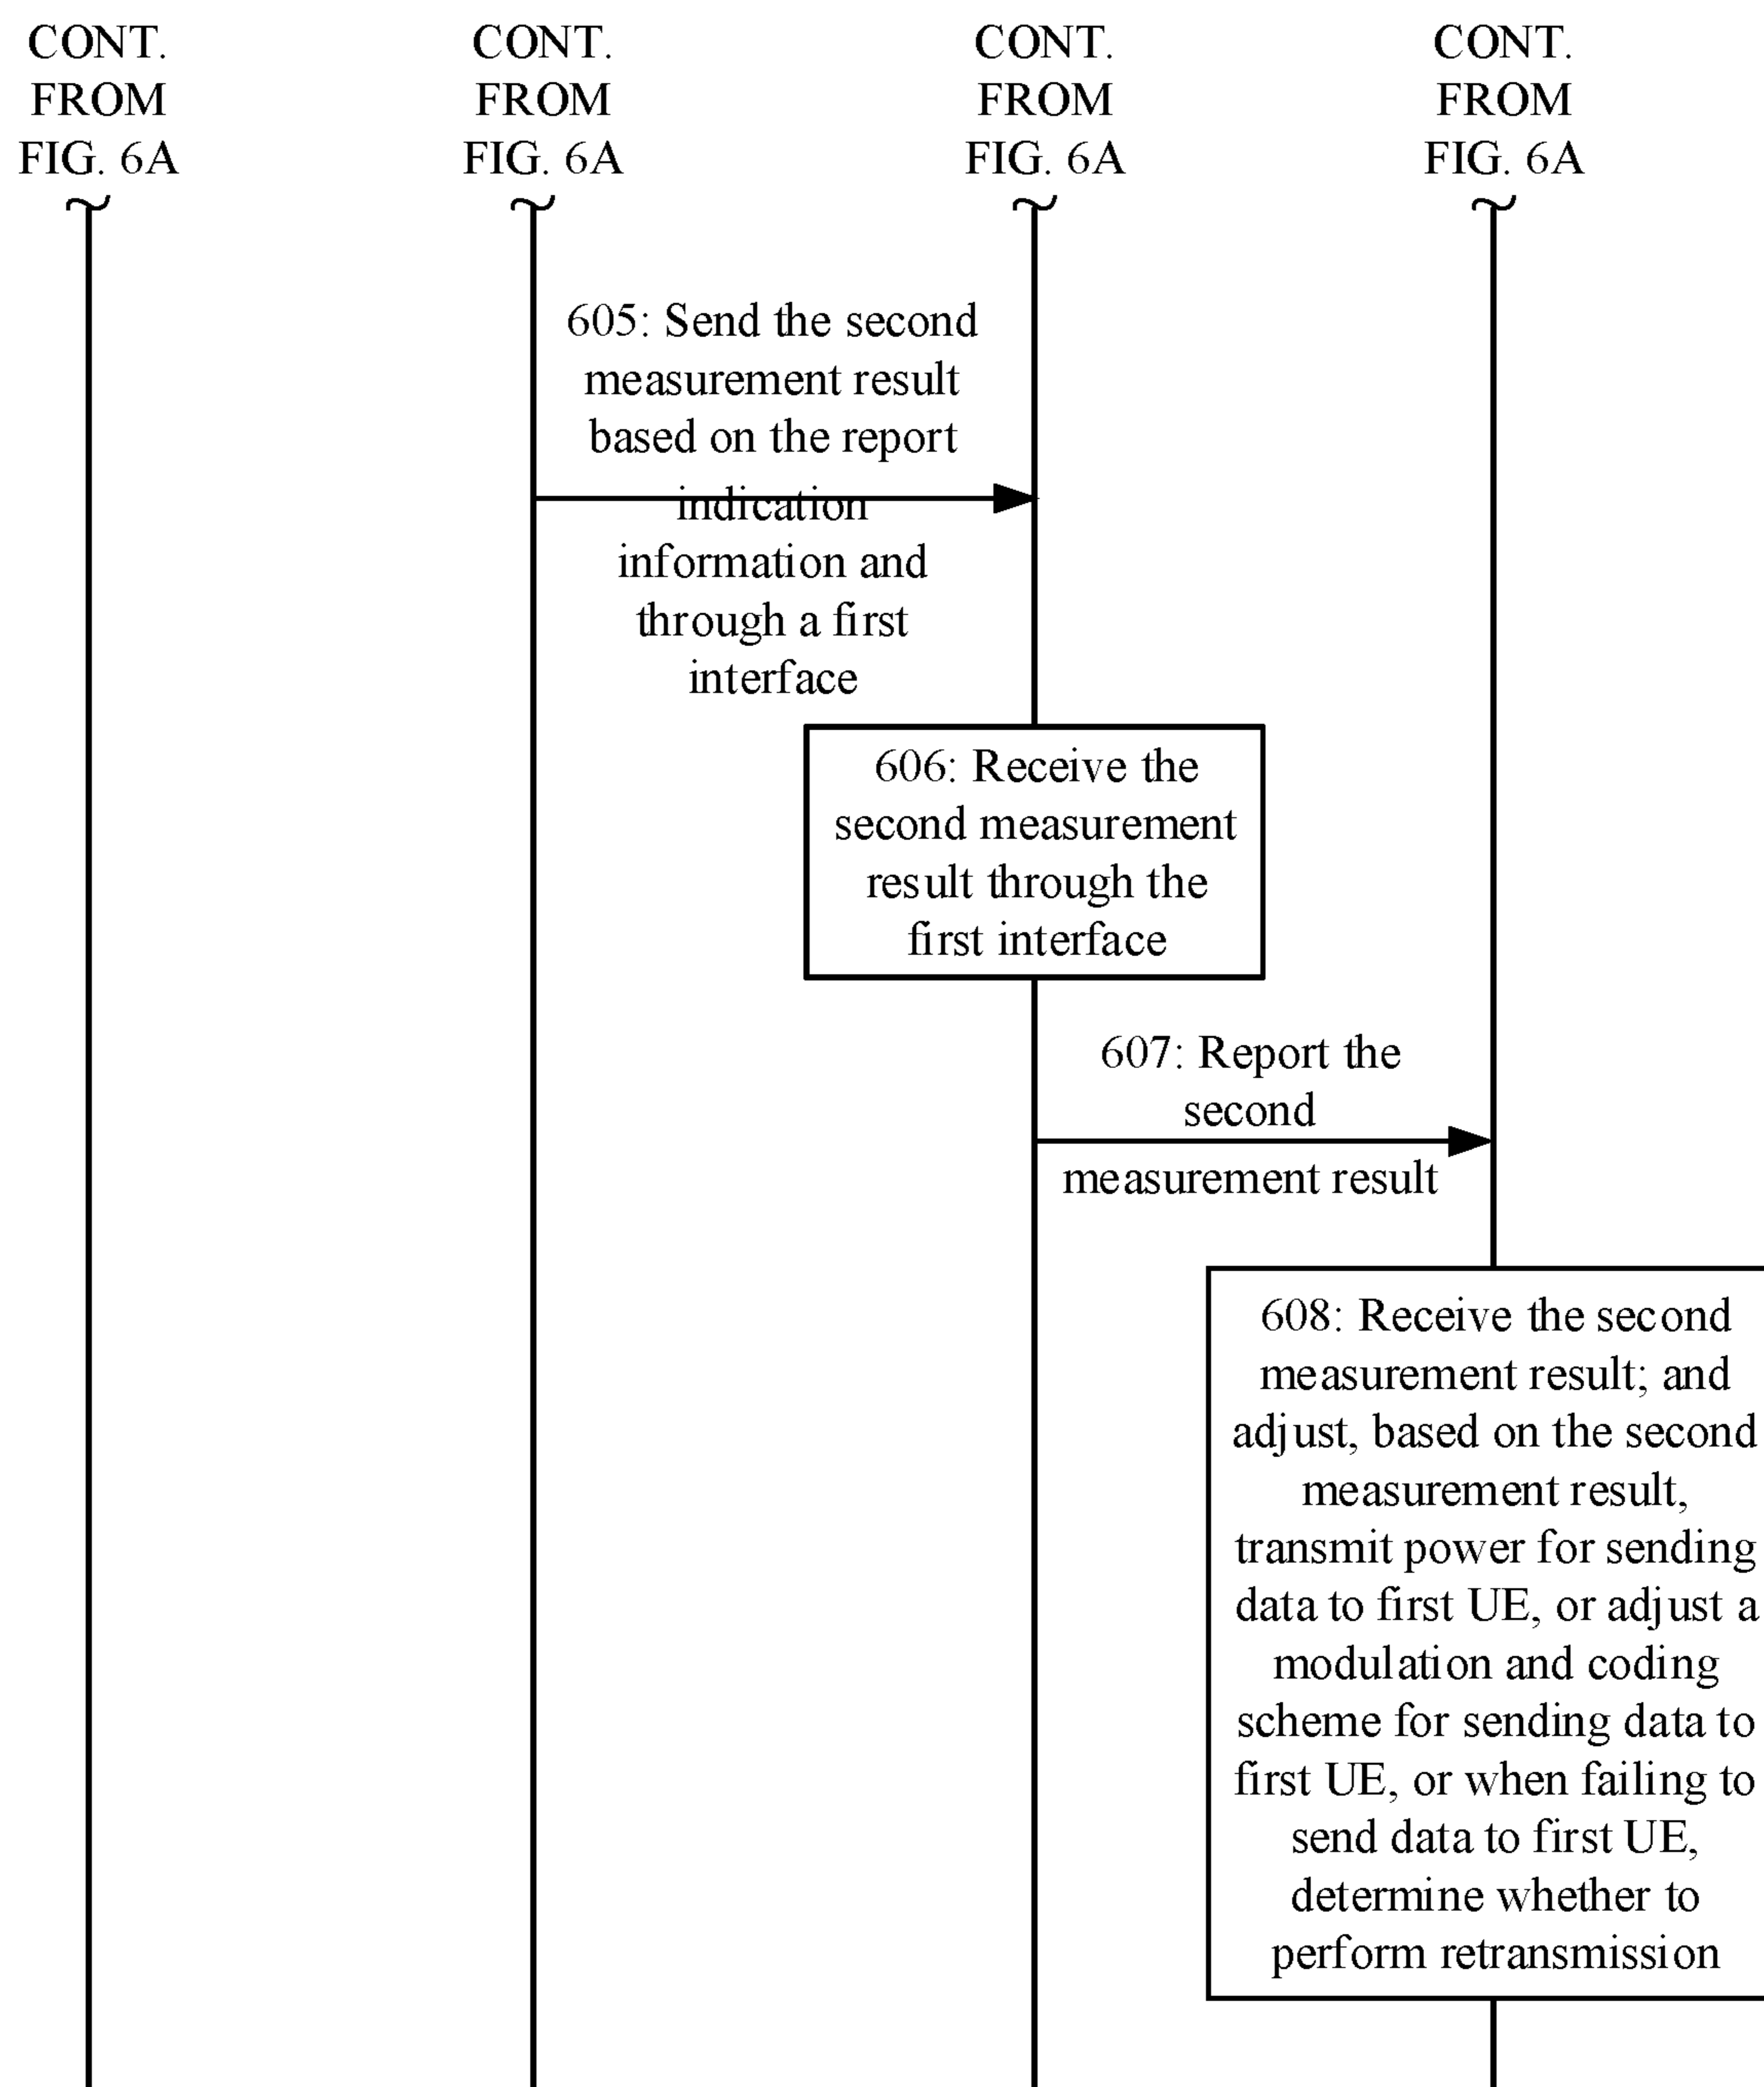 CONT.
FROM
FIG. 6A
CONT.
FROM
FIG. 6A
CONT.
FROM
FIG. 6A
CONT.
FROM
FIG. 6A
605: Send the second
measurement result
based on the report
indication
information and
through a first
interface
606: Receive the
second measurement
result through the
first interface
607: Report the
second
measurement result
608: Receive the second
measurement result; and
adjust, based on the second
measurement result,
transmit power for sending
data to first UE, or adjust a
modulation and coding
scheme for sending data to
first UE, or when failing to
send data to first UE,
determine whether to
perform retransmission